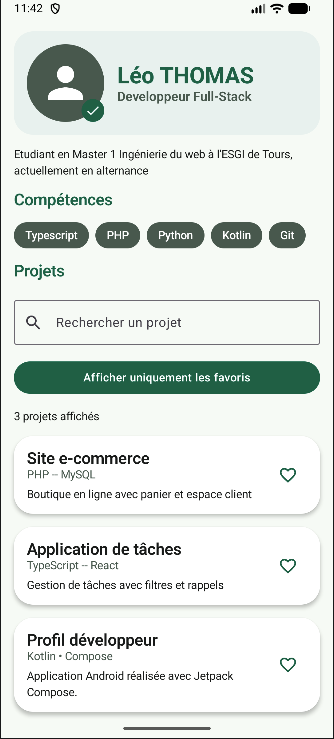 11:42
Léo THOMAS
Developpeur Full-Stack
Etudiant en Master 1 Ingénierie du web à l'ESGI de Tours,
actuellement en alternance
Compétences
Typescript PHP Python Kotlin Git
Projets
Rechercher un projet
Afficher uniquement les favoris
3 projets affichés
Site e-commerce
PHP – MySQL
Boutique en ligne avec panier et espace client
Application de tâches
TypeScript – React
Gestion de tâches avec filtres et rappels
Profil développeur
Kotlin • Compose
Application Android réalisée avec Jetpack
Compose.